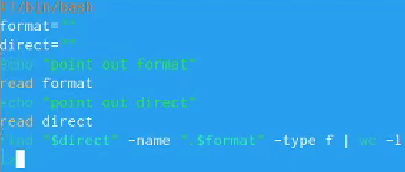 #!/bin/bash
format=""
direct=""
echo "point out format"
read format
echo "point out direct"
read direct
find "$direct" -name "*.$format" -type f | wc -l